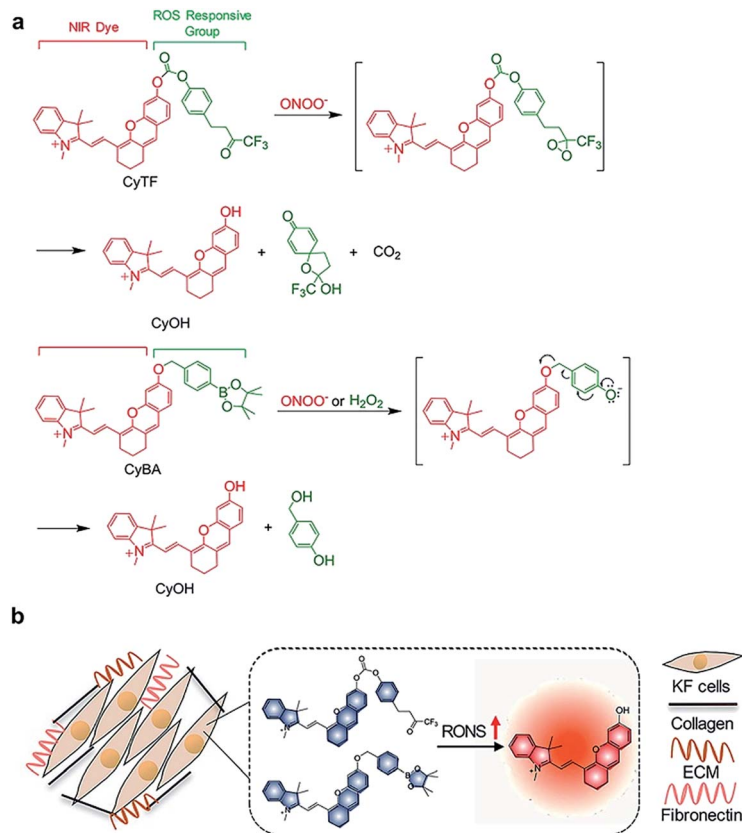 a
NIR Dye
ROS Responsive
Group
O
O
O
O
N
+
O
CF₃
CyTF
ONOO⁻
O
O
O
O
N
+
O
O
CF₃
OH
O
N
+
CyOH
+
O
O
F₃C
OH
+
CO₂
O
O
N
+
B
O
O
CyBA
ONOO⁻ or H₂O₂
O
O
N
+
O
OH
O
N
+
CyOH
+
OH
OH
b
O
O
O
O
N
O
CF₃
O
O
N
B
O
O
RONS
OH
O
N
KF cells
Collagen
ECM
Fibronectin